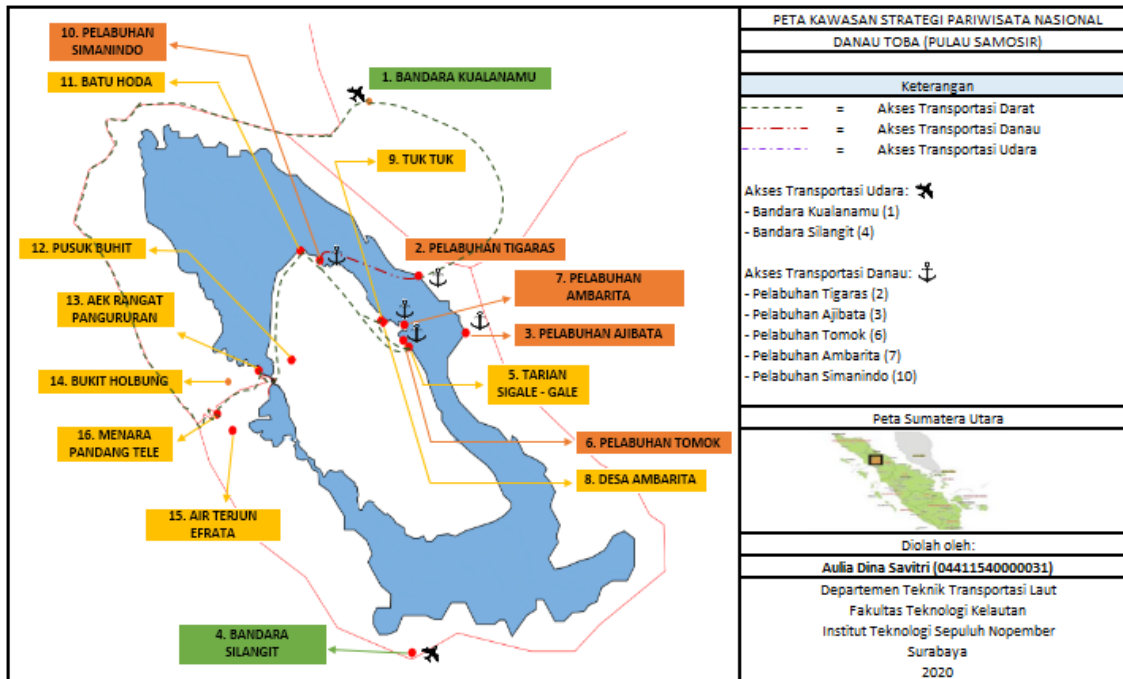 10. PELABUHAN
SIMANINDO
11. BATU HODA
1. BANDARA KUALANAMU
9. TUK TUK
12. PUSUK BUHIT
2. PELABUHAN TIGARAS
7. PELABUHAN
AMBARITA
13. AEK RANGAT
PANGURURAN
3. PELABUHAN AJIBATA
14. BUKIT HOLBUNG
5. TARIAN
SIGALE - GALE
16. MENARA
PANDANG TELE
6. PELABUHAN TOMOK
8. DESA AMBARITA
15. AIR TERJUN
EFRATA
4. BANDARA
SILANGIT
PETA KAWASAN STRATEGI PARIWISATA NASIONAL
DANAU TOBA (PULAU SAMOSIR)
Keterangan
= Akses Transportasi Darat
= Akses Transportasi Danau
= Akses Transportasi Udara
Akses Transportasi Udara:
- Bandara Kualanamu (1)
- Bandara Silangit (4)
Akses Transportasi Danau:
- Pelabuhan Tigaras (2)
- Pelabuhan Ajibata (3)
- Pelabuhan Tomok (6)
- Pelabuhan Ambarita (7)
- Pelabuhan Simanindo (10)
Peta Sumatera Utara
Diolah oleh:
Aulia Dina Savitri (04411540000031)
Departemen Teknik Transportasi Laut
Fakultas Teknologi Kelautan
Institut Teknologi Sepuluh Nopember
Surabaya
2020